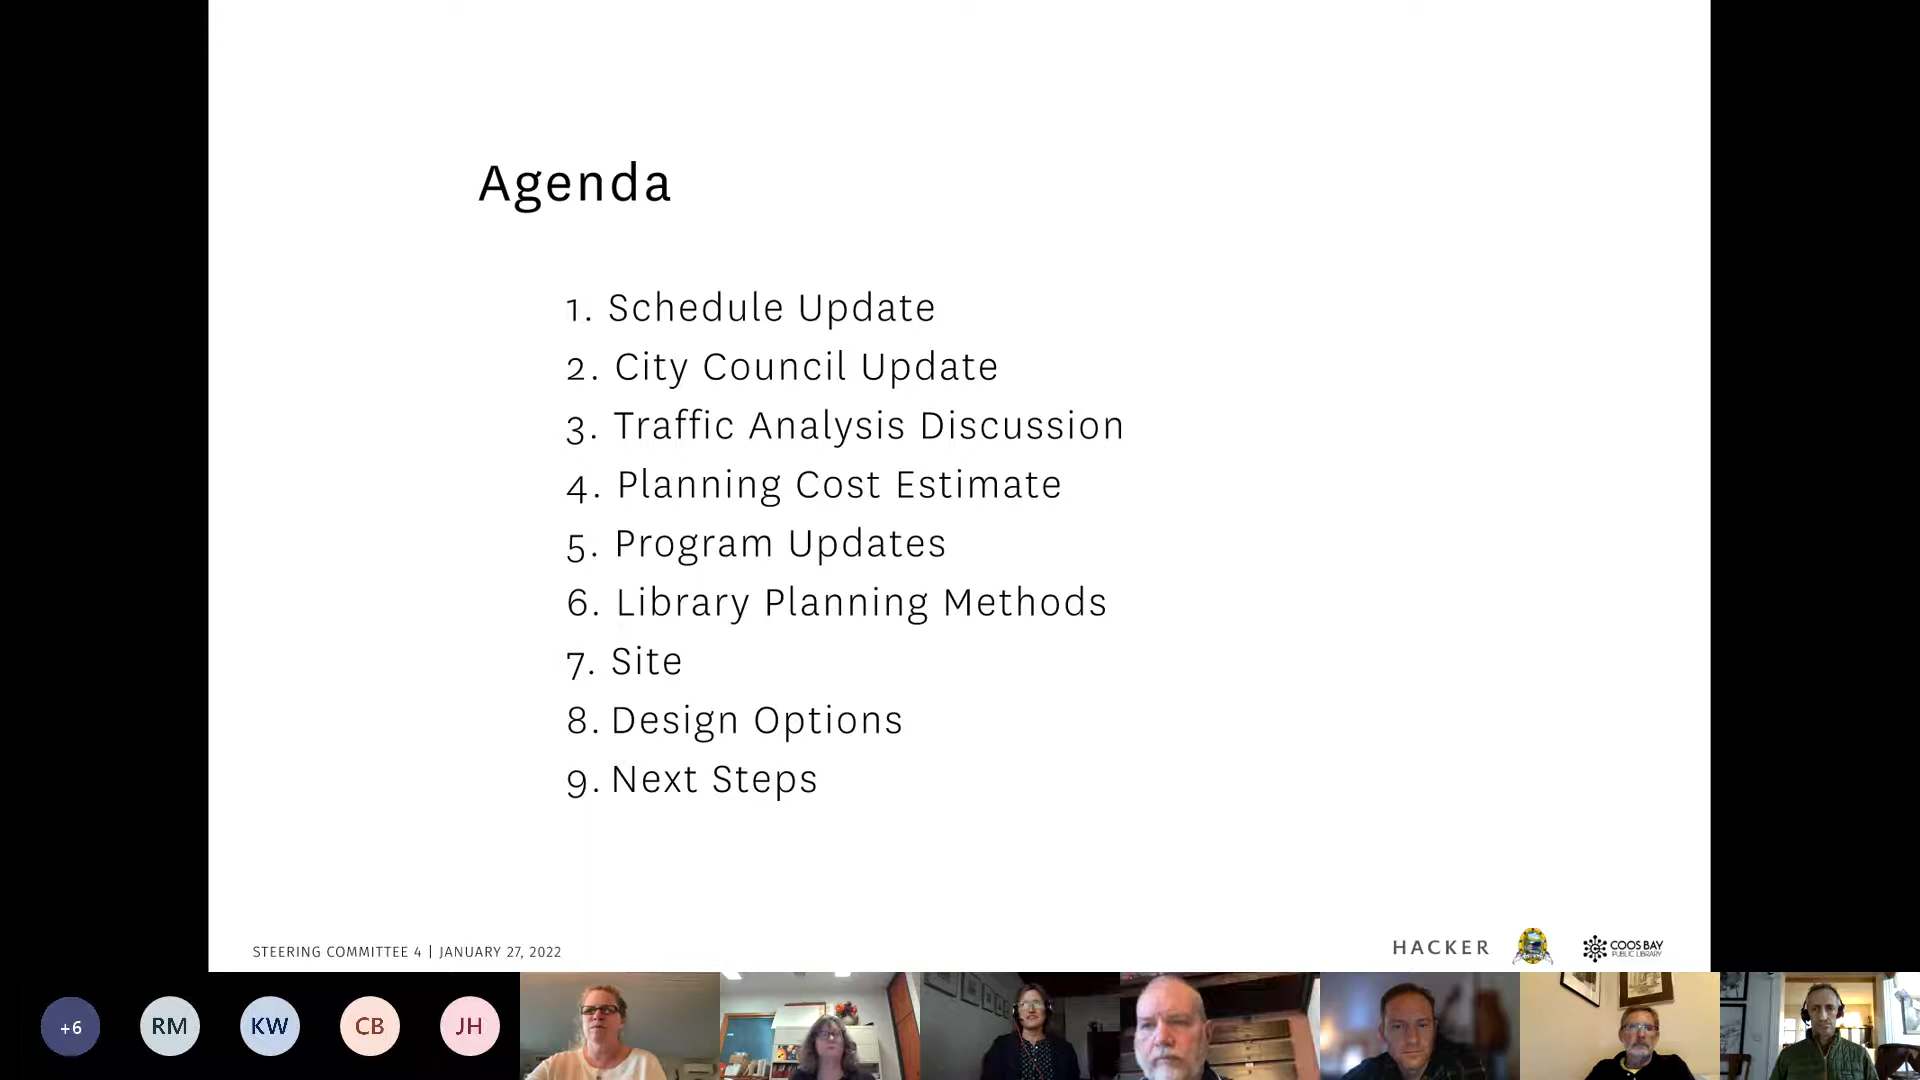 Agenda
1. Schedule Update
2. City Council Update
3. Traffic Analysis Discussion
4. Planning Cost Estimate
5. Program Updates
6. Library Planning Methods
7. Site
8. Design Options
9. Next Steps
STEERING COMMITTEE 4 | JANUARY 27, 2022
HACKER
COOS BAY
PUBLIC LIBRARY
+6
RM
KW
CB
JH